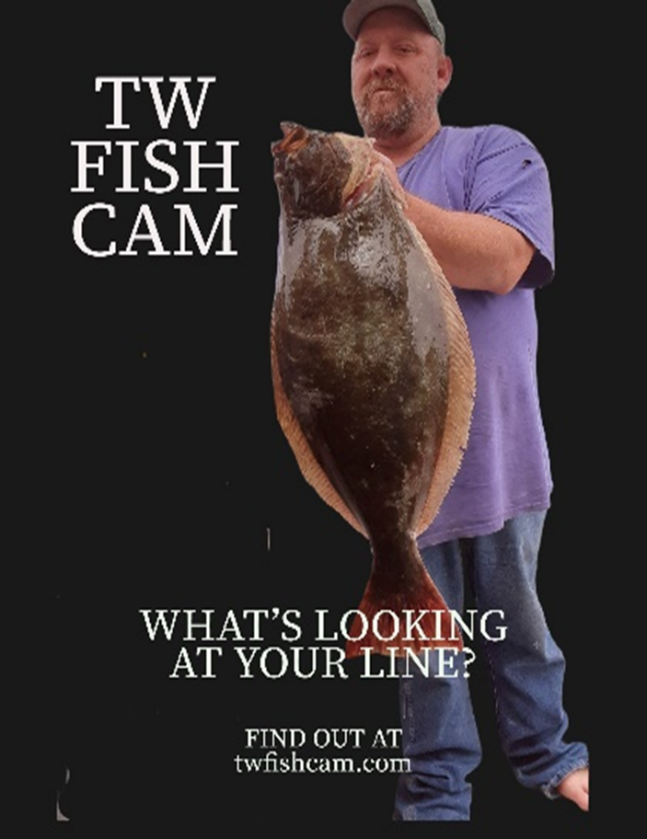 TW
FISH
CAM
WHAT'S LOOKING
AT YOUR LINE?
FIND OUT AT
twfishcam.com